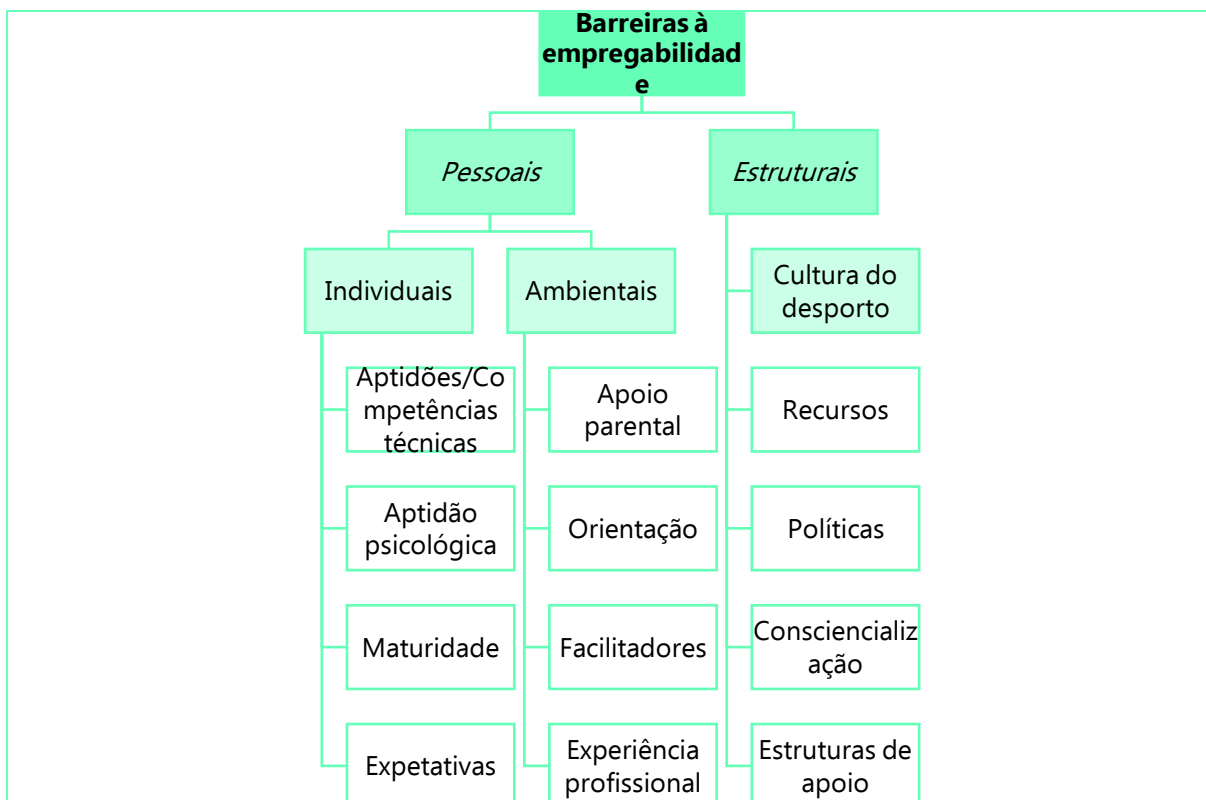 Barreiras à
empregabilidad
e
Pessoais
Estruturais
Individuais
Ambientais
Cultura do
desporto
Aptidões/Co
mpetências
técnicas
Apoio
parental
Recursos
Aptidão
psicológica
Orientação
Políticas
Maturidade
Facilitadores
Consciencializ
ação
Expetativas
Experiência
profissional
Estruturas de
apoio